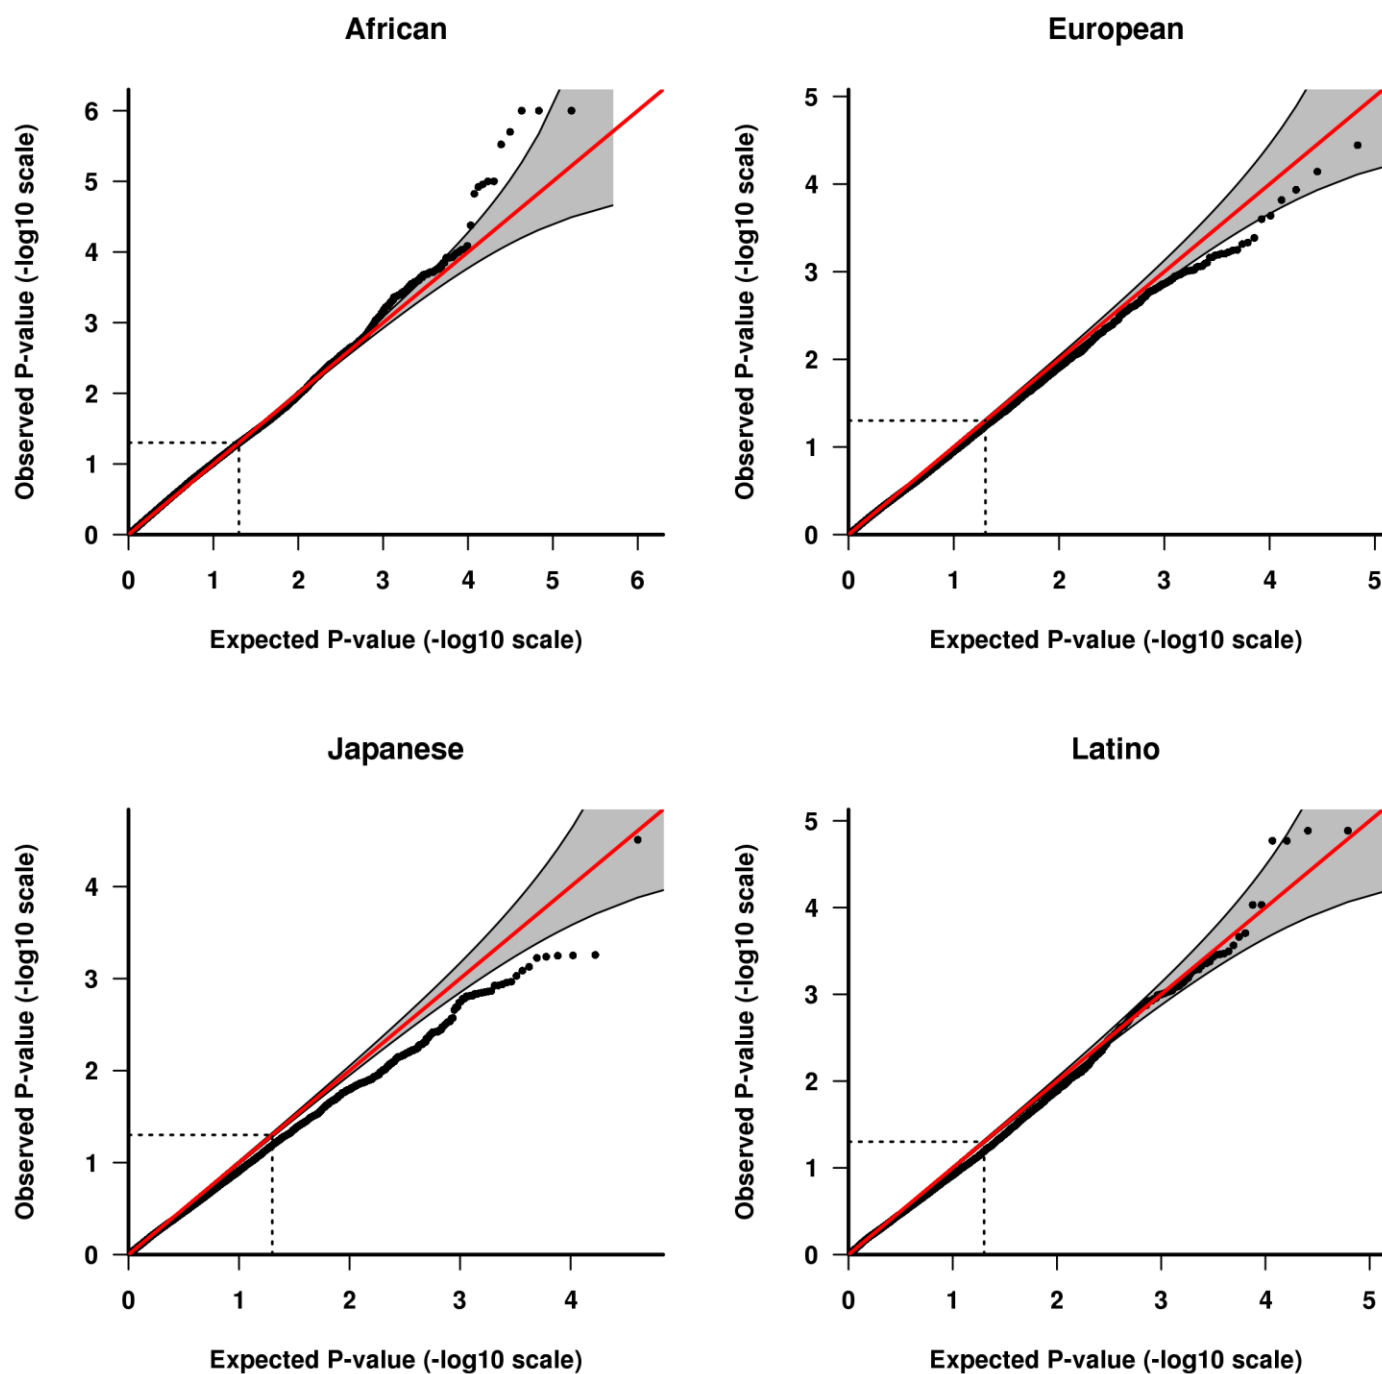 African
Observed P-value (-log10 scale)
6
5
4
3
2
1
0
0 1 2 3 4 5 6
Expected P-value (-log10 scale)
European
Observed P-value (-log10 scale)
5
4
3
2
1
0
0 1 2 3 4 5
Expected P-value (-log10 scale)
Japanese
Observed P-value (-log10 scale)
4
3
2
1
0
0 1 2 3 4
Expected P-value (-log10 scale)
Latino
Observed P-value (-log10 scale)
5
4
3
2
1
0
0 1 2 3 4 5
Expected P-value (-log10 scale)